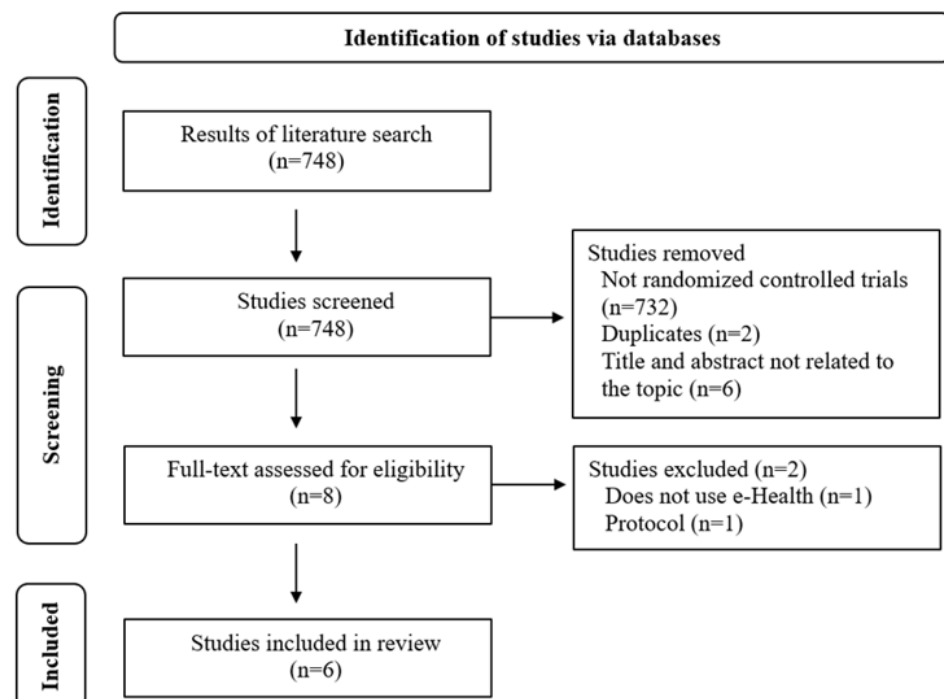 Identification of studies via databases
Identification
Results of literature search
(n=748)
Screening
Studies screened
(n=748)
Studies removed
Not randomized controlled trials
(n=732)
Duplicates (n=2)
Title and abstract not related to
the topic (n=6)
Full-text assessed for eligibility
(n=8)
Studies excluded (n=2)
Does not use e-Health (n=1)
Protocol (n=1)
Included
Studies included in review
(n=6)